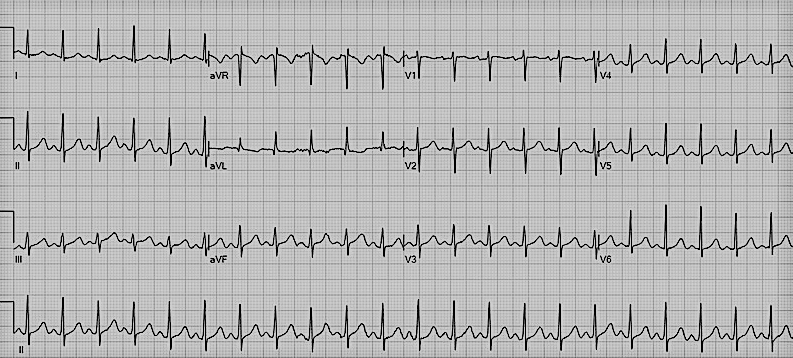 I aVR V1 V4
II aVL V2 V5
III aVF V3 V6
II